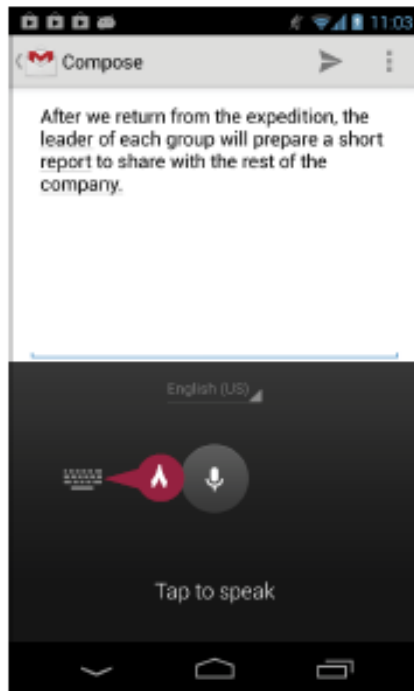 11:03
Compose
After we return from the expedition, the
leader of each group will prepare a short
report to share with the rest of the
company.
English (US)
Tap to speak